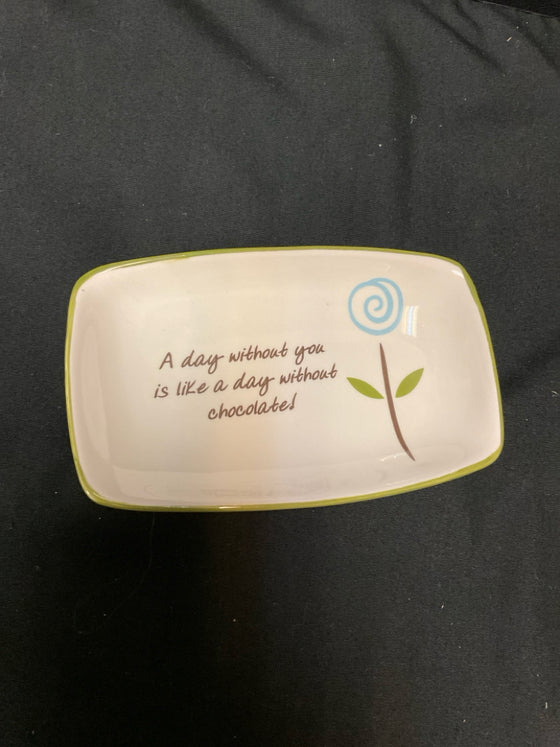 A day without you
is like a day without
chocolate!